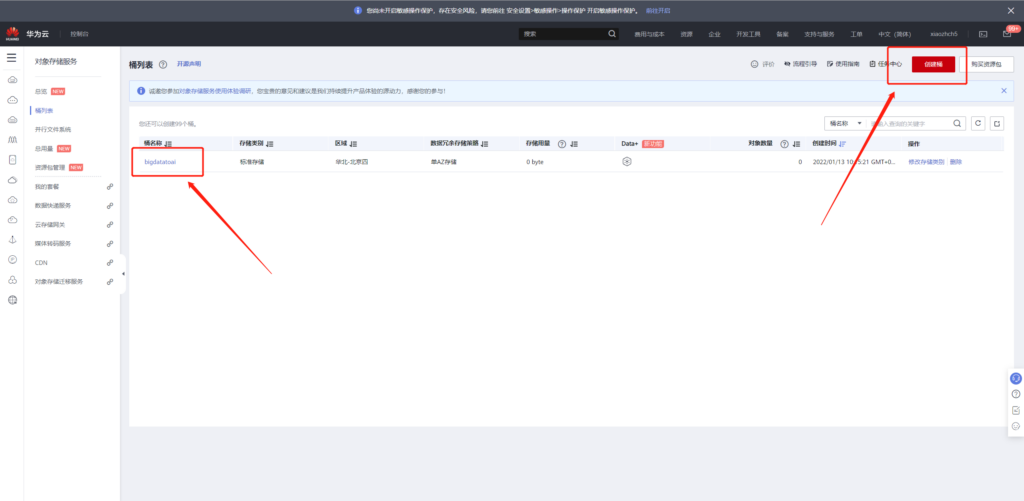 您尚未开启敏感操作保护，存在安全风险，请您前往 安全设置>敏感操作>操作保护 开启敏感操作保护。 前往开启
HUAWEI 华为云 控制台 搜索 费用与成本 资源 企业 开发工具 备案 支持与服务 工单 中文（简体） xiaozhch5 99+
对象存储服务
总览 NEW
桶列表
并行文件系统
总用量 NEW
资源包管理 NEW
我的套餐
数据快递服务
云存储网关
媒体转码服务
CDN
对象存储迁移服务
桶列表 开源声明 评价 流程引导 使用指南 任务中心 创建桶 购买资源包
诚邀您参加对象存储服务使用体验调研，您宝贵的意见和建议是我们持续提升产品体验的源动力，感谢您的参与！
您还可以创建99个桶。 桶名称 输入查询的关键字
桶名称 存储类别 区域 数据冗余存储策略 存储用量 Data+ 新功能 对象数量 创建时间 操作
bigdatatoai 标准存储 华北-北京四 单AZ存储 0 byte 0 2022/01/13 10:15:21 GMT+0... 修改存储类别 删除